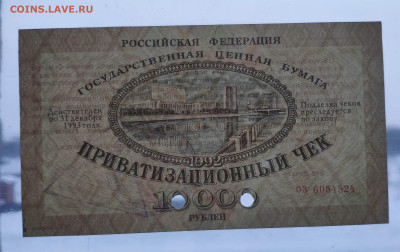 COINS.LAVE.RU
РОССИЙСКАЯ ФЕДЕРАЦИЯ
ГОСУДАРСТВЕННАЯ ЦЕННАЯ БУМАГА
Действителен
до 31 декабря
1993 года
Подделка чеков
преследуется
по закону
1992
ПРИВАТИЗАЦИОННЫЙ ЧЕК
10000
РУБЛЕЙ